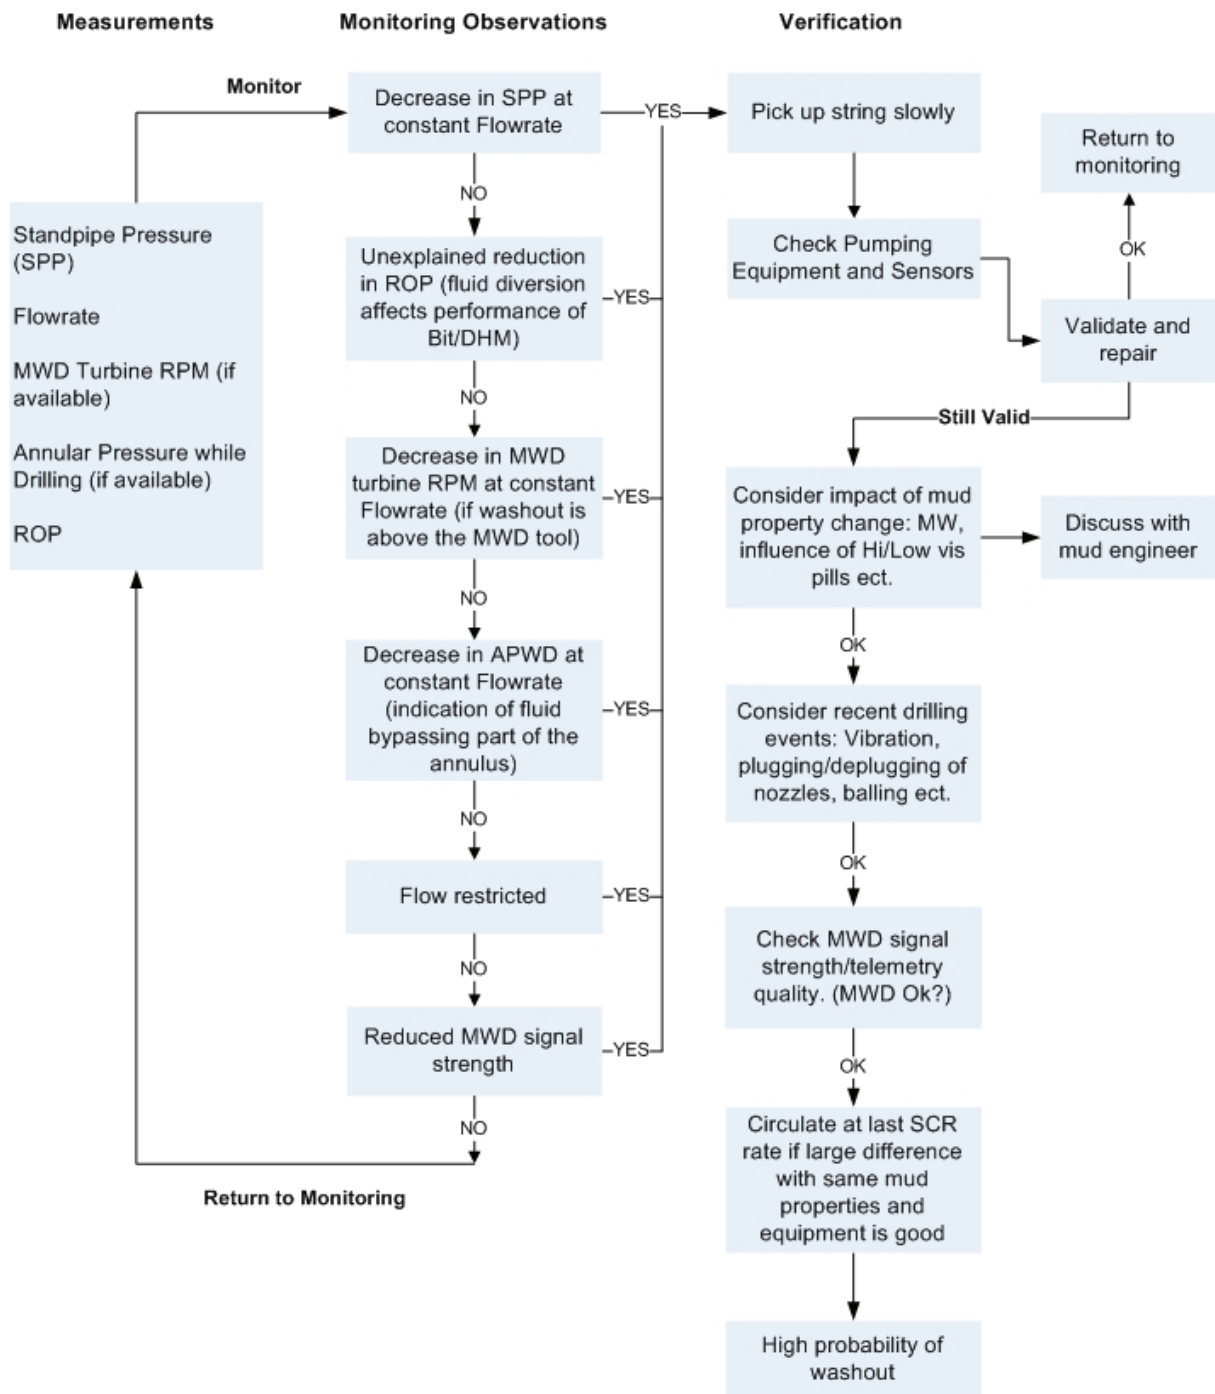 Measurements
Monitoring Observations
Verification
Monitor
Decrease in SPP at
constant Flowrate
YES
Pick up string slowly
Return to
monitoring
NO
OK
Standpipe Pressure
(SPP)
Flowrate
MWD Turbine RPM (if
available)
Annular Pressure while
Drilling (if available)
ROP
Unexplained reduction
in ROP (fluid diversion
affects performance of
Bit/DHM)
YES
Check Pumping
Equipment and Sensors
Validate and
repair
NO
Still Valid
Decrease in MWD
turbine RPM at constant
Flowrate (if washout is
above the MWD tool)
YES
Consider impact of mud
property change: MW,
influence of Hi/Low vis
pills ect.
Discuss with
mud engineer
NO
OK
Decrease in APWD at
constant Flowrate
(indication of fluid
bypassing part of the
annulus)
YES
Consider recent drilling
events: Vibration,
plugging/deplugging of
nozzles, balling ect.
NO
OK
Flow restricted
YES
Check MWD signal
strength/telemetry
quality. (MWD Ok?)
NO
OK
Reduced MWD signal
strength
YES
Circulate at last SCR
rate if large difference
with same mud
properties and
equipment is good
NO
Return to Monitoring
High probability of
washout